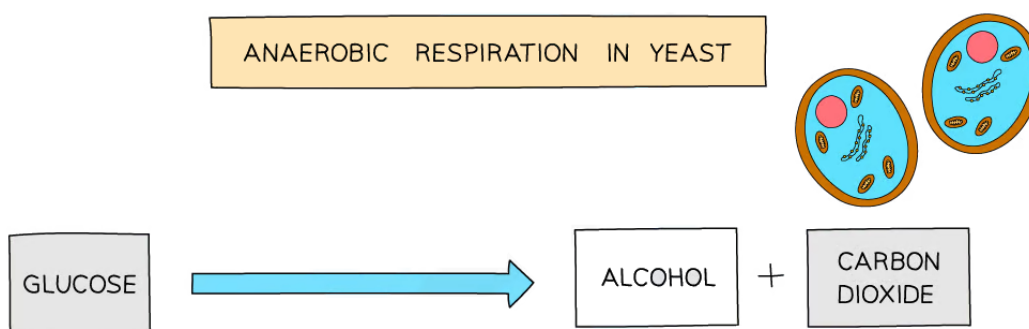 ANAEROBIC RESPIRATION IN YEAST
GLUCOSE
ALCOHOL + CARBON
DIOXIDE